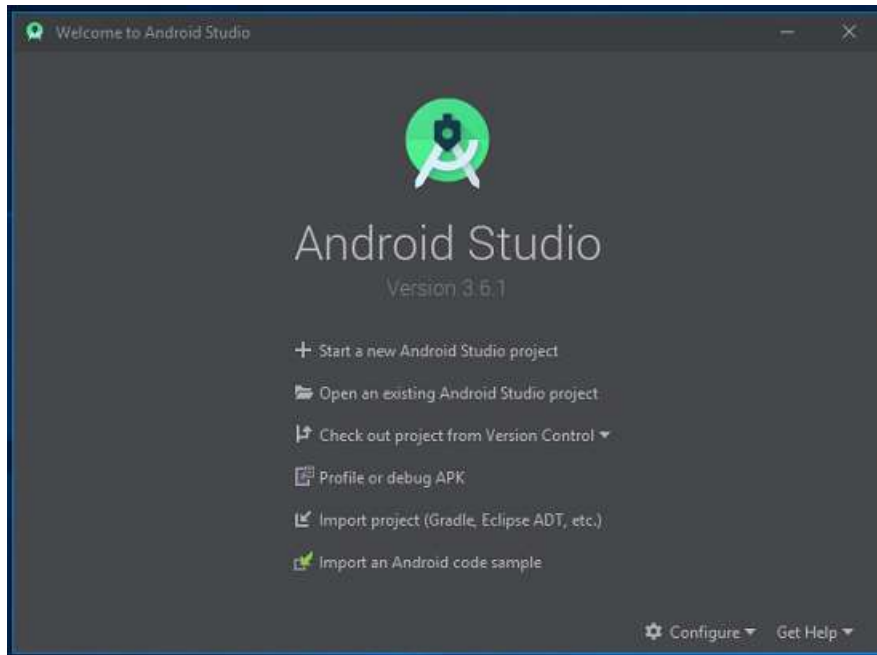 Welcome to Android Studio
Android Studio
Version 3.6.1
Start a new Android Studio project
Open an existing Android Studio project
Check out project from Version Control
Profile or debug APK
Import project (Gradle, Eclipse ADT, etc.)
Import an Android code sample
Configure Get Help